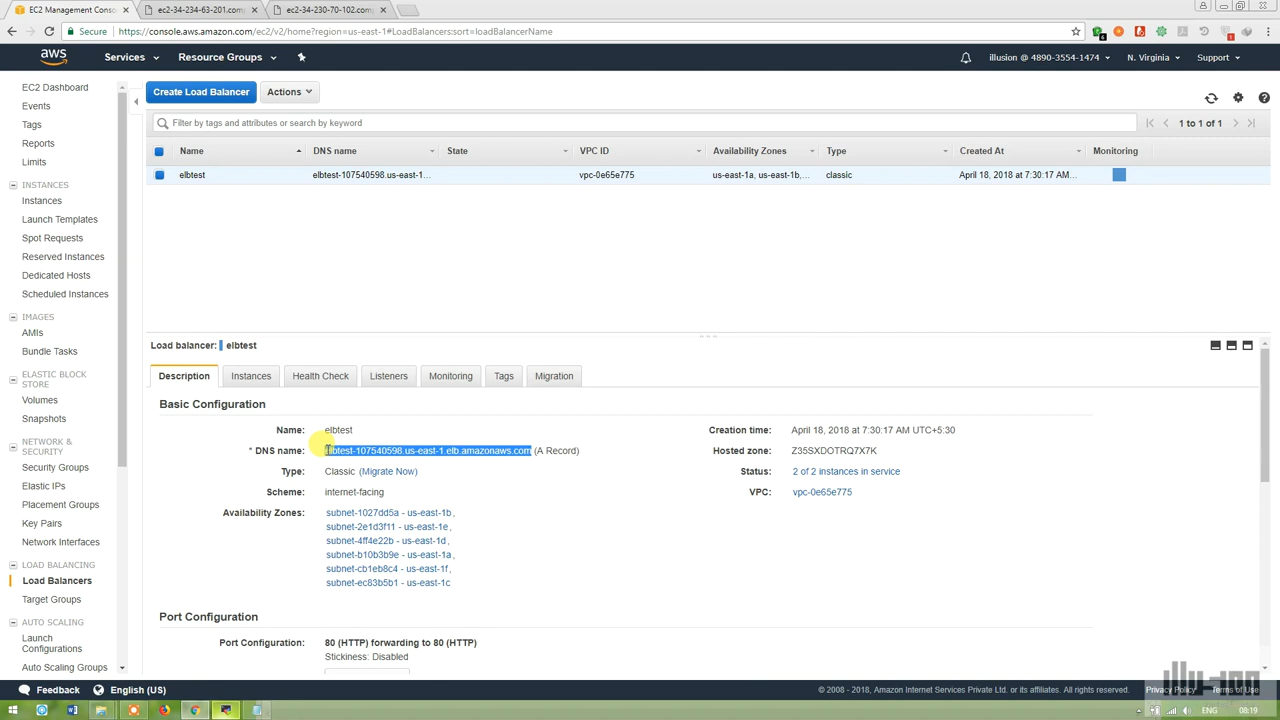 EC2 Management Cons
ec2-34-234-63-201.com
ec2-34-230-70-102.com
Secure
https://console.aws.amazon.com/ec2/v2/home?region=us-east-1#LoadBalancers:sort=loadBalancerName
aws
Services
Resource Groups
illusion @ 4890-3554-1474
N. Virginia
Support
EC2 Dashboard
Events
Tags
Reports
Limits
INSTANCES
Instances
Launch Templates
Spot Requests
Reserved Instances
Dedicated Hosts
Scheduled Instances
IMAGES
AMIs
Bundle Tasks
ELASTIC BLOCK
STORE
Volumes
Snapshots
NETWORK &
SECURITY
Security Groups
Elastic IPs
Placement Groups
Key Pairs
Network Interfaces
LOAD BALANCING
Load Balancers
Target Groups
AUTO SCALING
Launch
Configurations
Auto Scaling Groups
Create Load Balancer
Actions
Filter by tags and attributes or search by keyword
1 to 1 of 1
Name DNS name State VPC ID Availability Zones Type Created At Monitoring
elbtest elbtest-107540598.us-east-1... vpc-0e65e775 us-east-1a, us-east-1b,... classic April 18, 2018 at 7:30:17 AM...
Load balancer: elbtest
Description Instances Health Check Listeners Monitoring Tags Migration
Basic Configuration
Name: elbtest
* DNS name: elbtest-107540598.us-east-1.elb.amazonaws.com (A Record)
Type: Classic (Migrate Now)
Scheme: internet-facing
Availability Zones: subnet-1027dd5a - us-east-1b,
subnet-2e1d3f11 - us-east-1e,
subnet-4ff4e22b - us-east-1d,
subnet-b10b3b9e - us-east-1a,
subnet-cb1eb8c4 - us-east-1f,
subnet-ec83b5b1 - us-east-1c
Creation time: April 18, 2018 at 7:30:17 AM UTC+5:30
Hosted zone: Z35SXDOTRQ7X7K
Status: 2 of 2 instances in service
VPC: vpc-0e65e775
Port Configuration
Port Configuration: 80 (HTTP) forwarding to 80 (HTTP)
Stickiness: Disabled
Feedback
English (US)
© 2008 - 2018, Amazon Internet Services Private Ltd. or its affiliates. All rights reserved.
Privacy Policy
Terms of Use
ENG
08:19